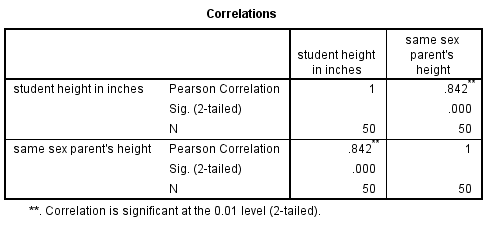 Correlations
student height in inches
same sex parent's height
student height in inches Pearson Correlation 1 .842**
Sig. (2-tailed) .000
N 50 50
same sex parent's height Pearson Correlation .842** 1
Sig. (2-tailed) .000
N 50 50
**. Correlation is significant at the 0.01 level (2-tailed).